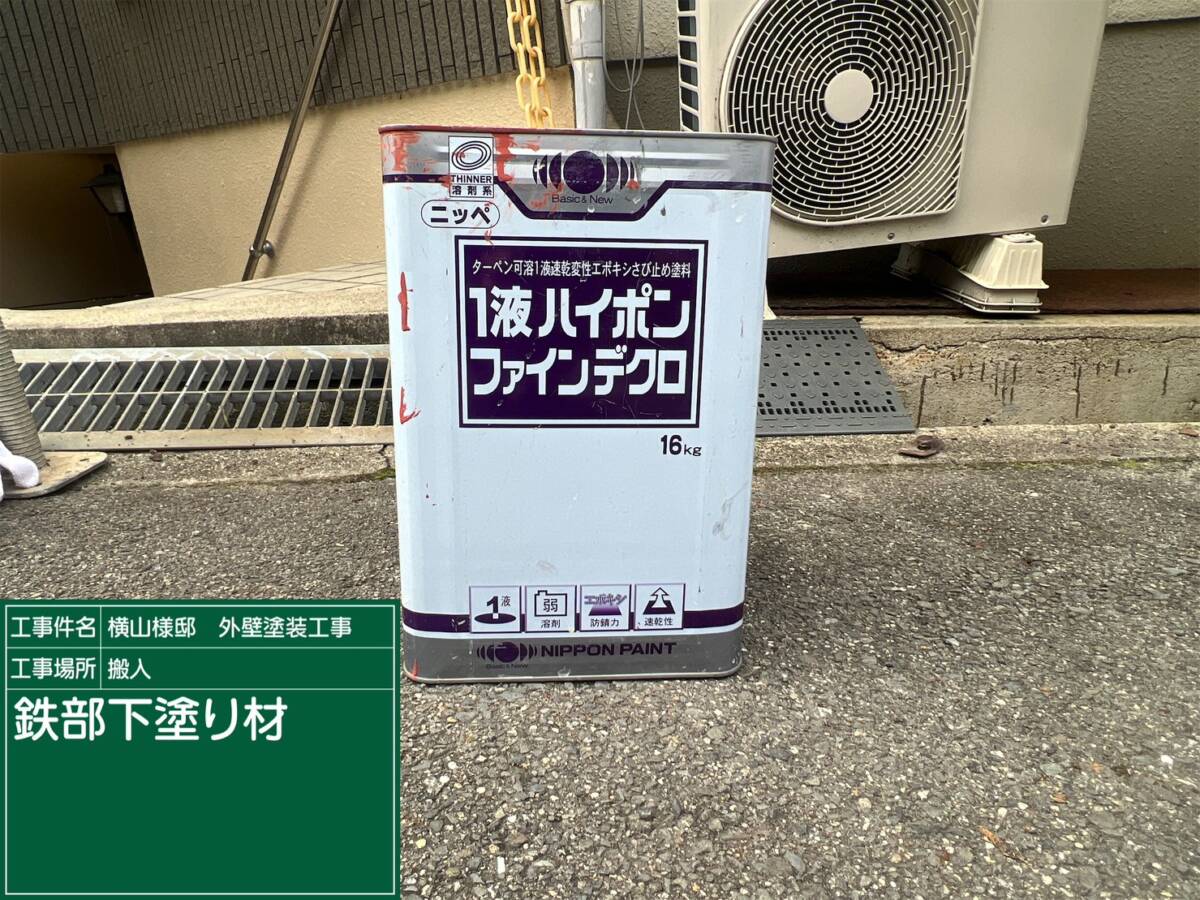 THINNER
溶剤系
Basic & New
ニッペ
ターペン可溶1液速乾変性エポキシさび止め塗料
1液ハイポン
ファインデクロ
16kg
1液
弱
溶剤
エポキシ
防錆力
速乾性
Basic & New
NIPPON PAINT
工事件名 横山様邸 外壁塗装工事
工事場所 搬入
鉄部下塗り材